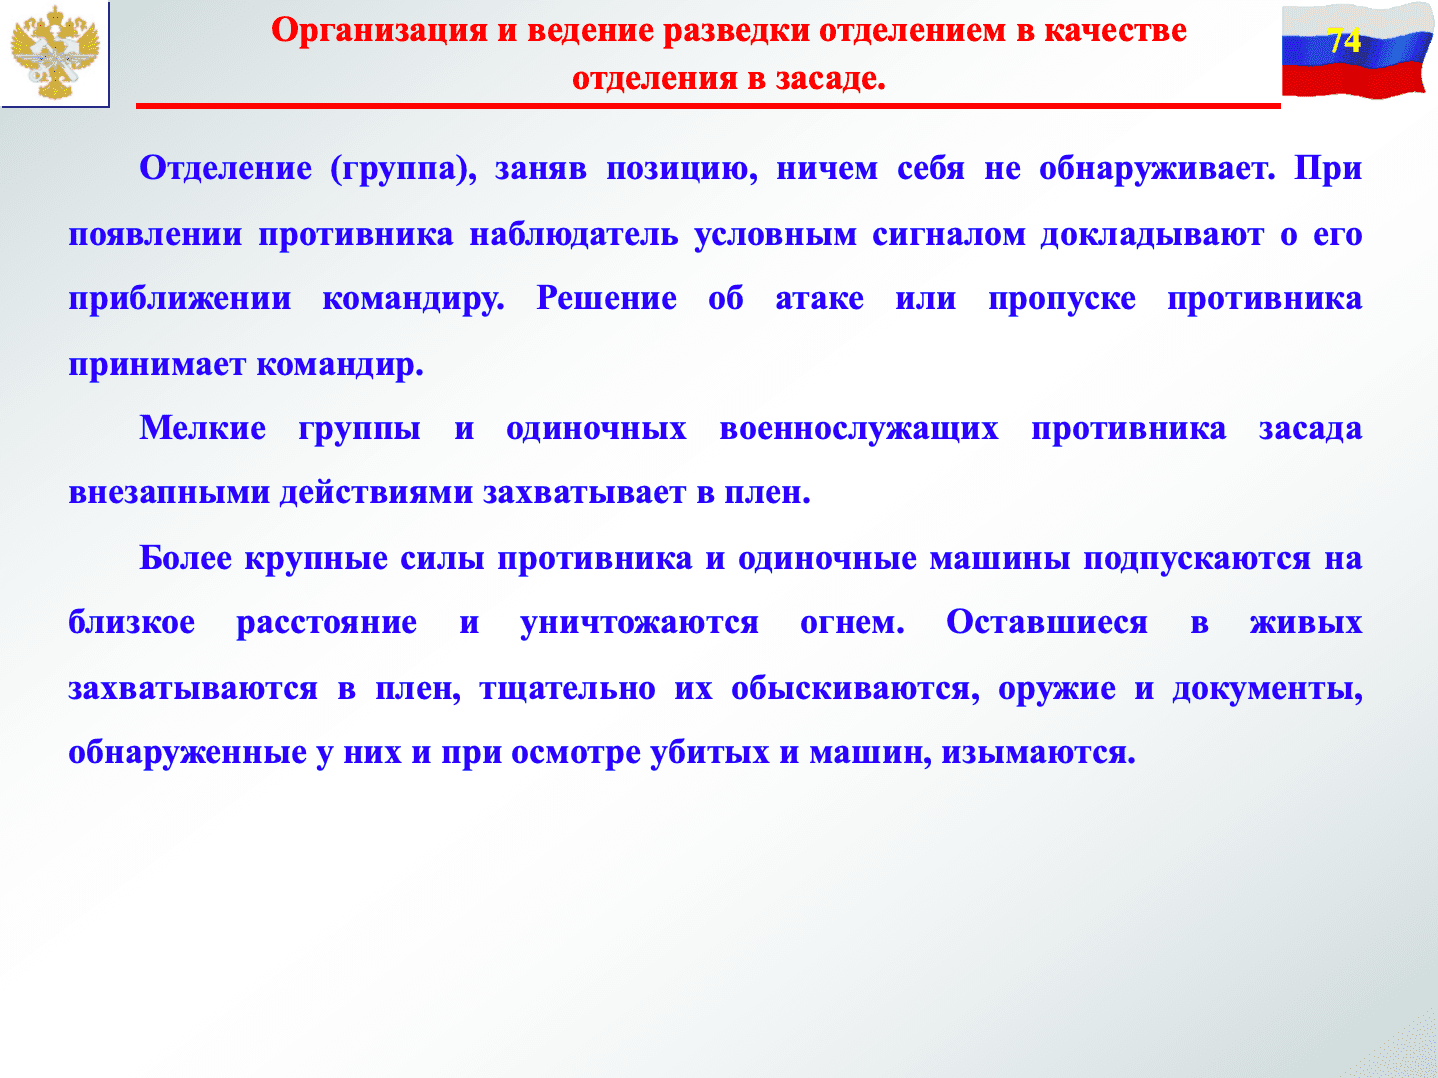 Организация и ведение разведки отделением в качестве
отделения в засаде.
74
Отделение (группа), заняв позицию, ничем себя не обнаруживает. При
появлении противника наблюдатель условным сигналом докладывают о его
приближении командиру. Решение об атаке или пропуске противника
принимает командир.
Мелкие группы и одиночных военнослужащих противника засада
внезапными действиями захватывает в плен.
Более крупные силы противника и одиночные машины подпускаются на
близкое расстояние и уничтожаются огнем. Оставшиеся в живых
захватываются в плен, тщательно их обыскиваются, оружие и документы,
обнаруженные у них и при осмотре убитых и машин, изымаются.